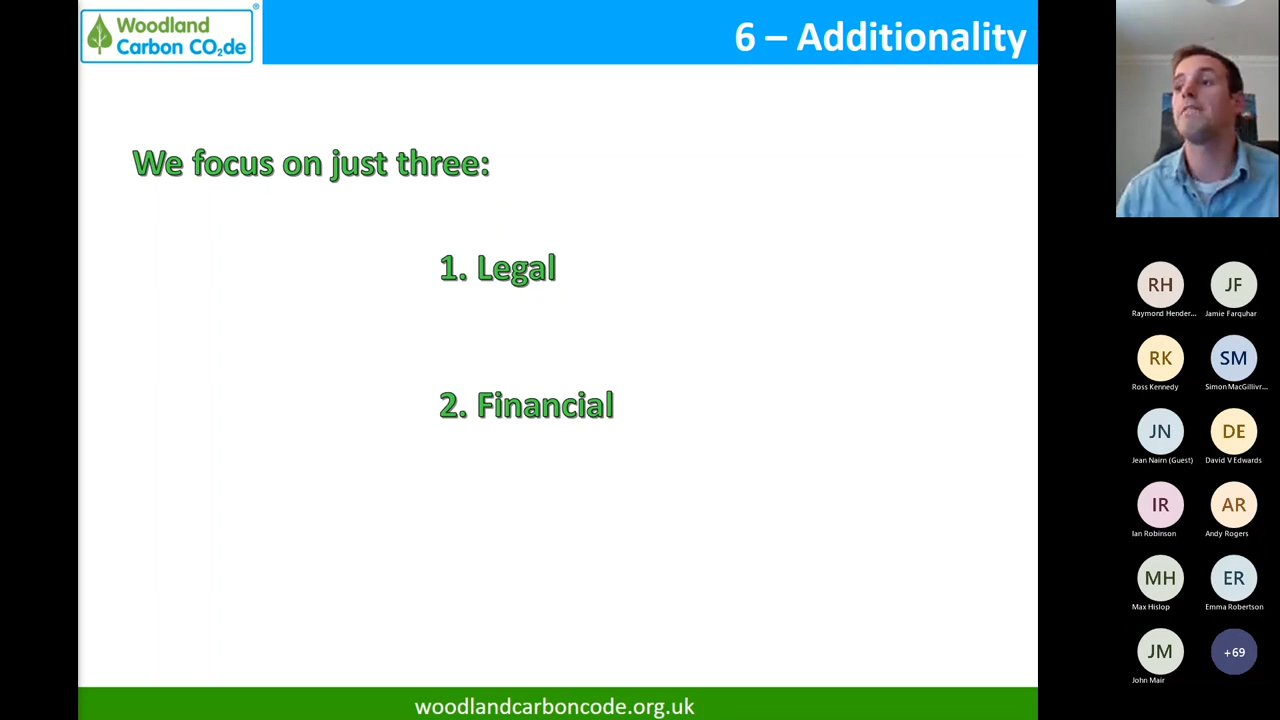 Woodland
Carbon CO₂de
®
6 – Additionality
We focus on just three:
1. Legal
2. Financial
woodlandcarboncode.org.uk
RH
JF
Raymond Hender...
Jamie Farquhar
RK
SM
Ross Kennedy
Simon MacGillivr...
JN
DE
Jean Nairn (Guest)
David V Edwards
IR
AR
Ian Robinson
Andy Rogers
MH
ER
Max Hislop
Emma Robertson
JM
+69
John Mair